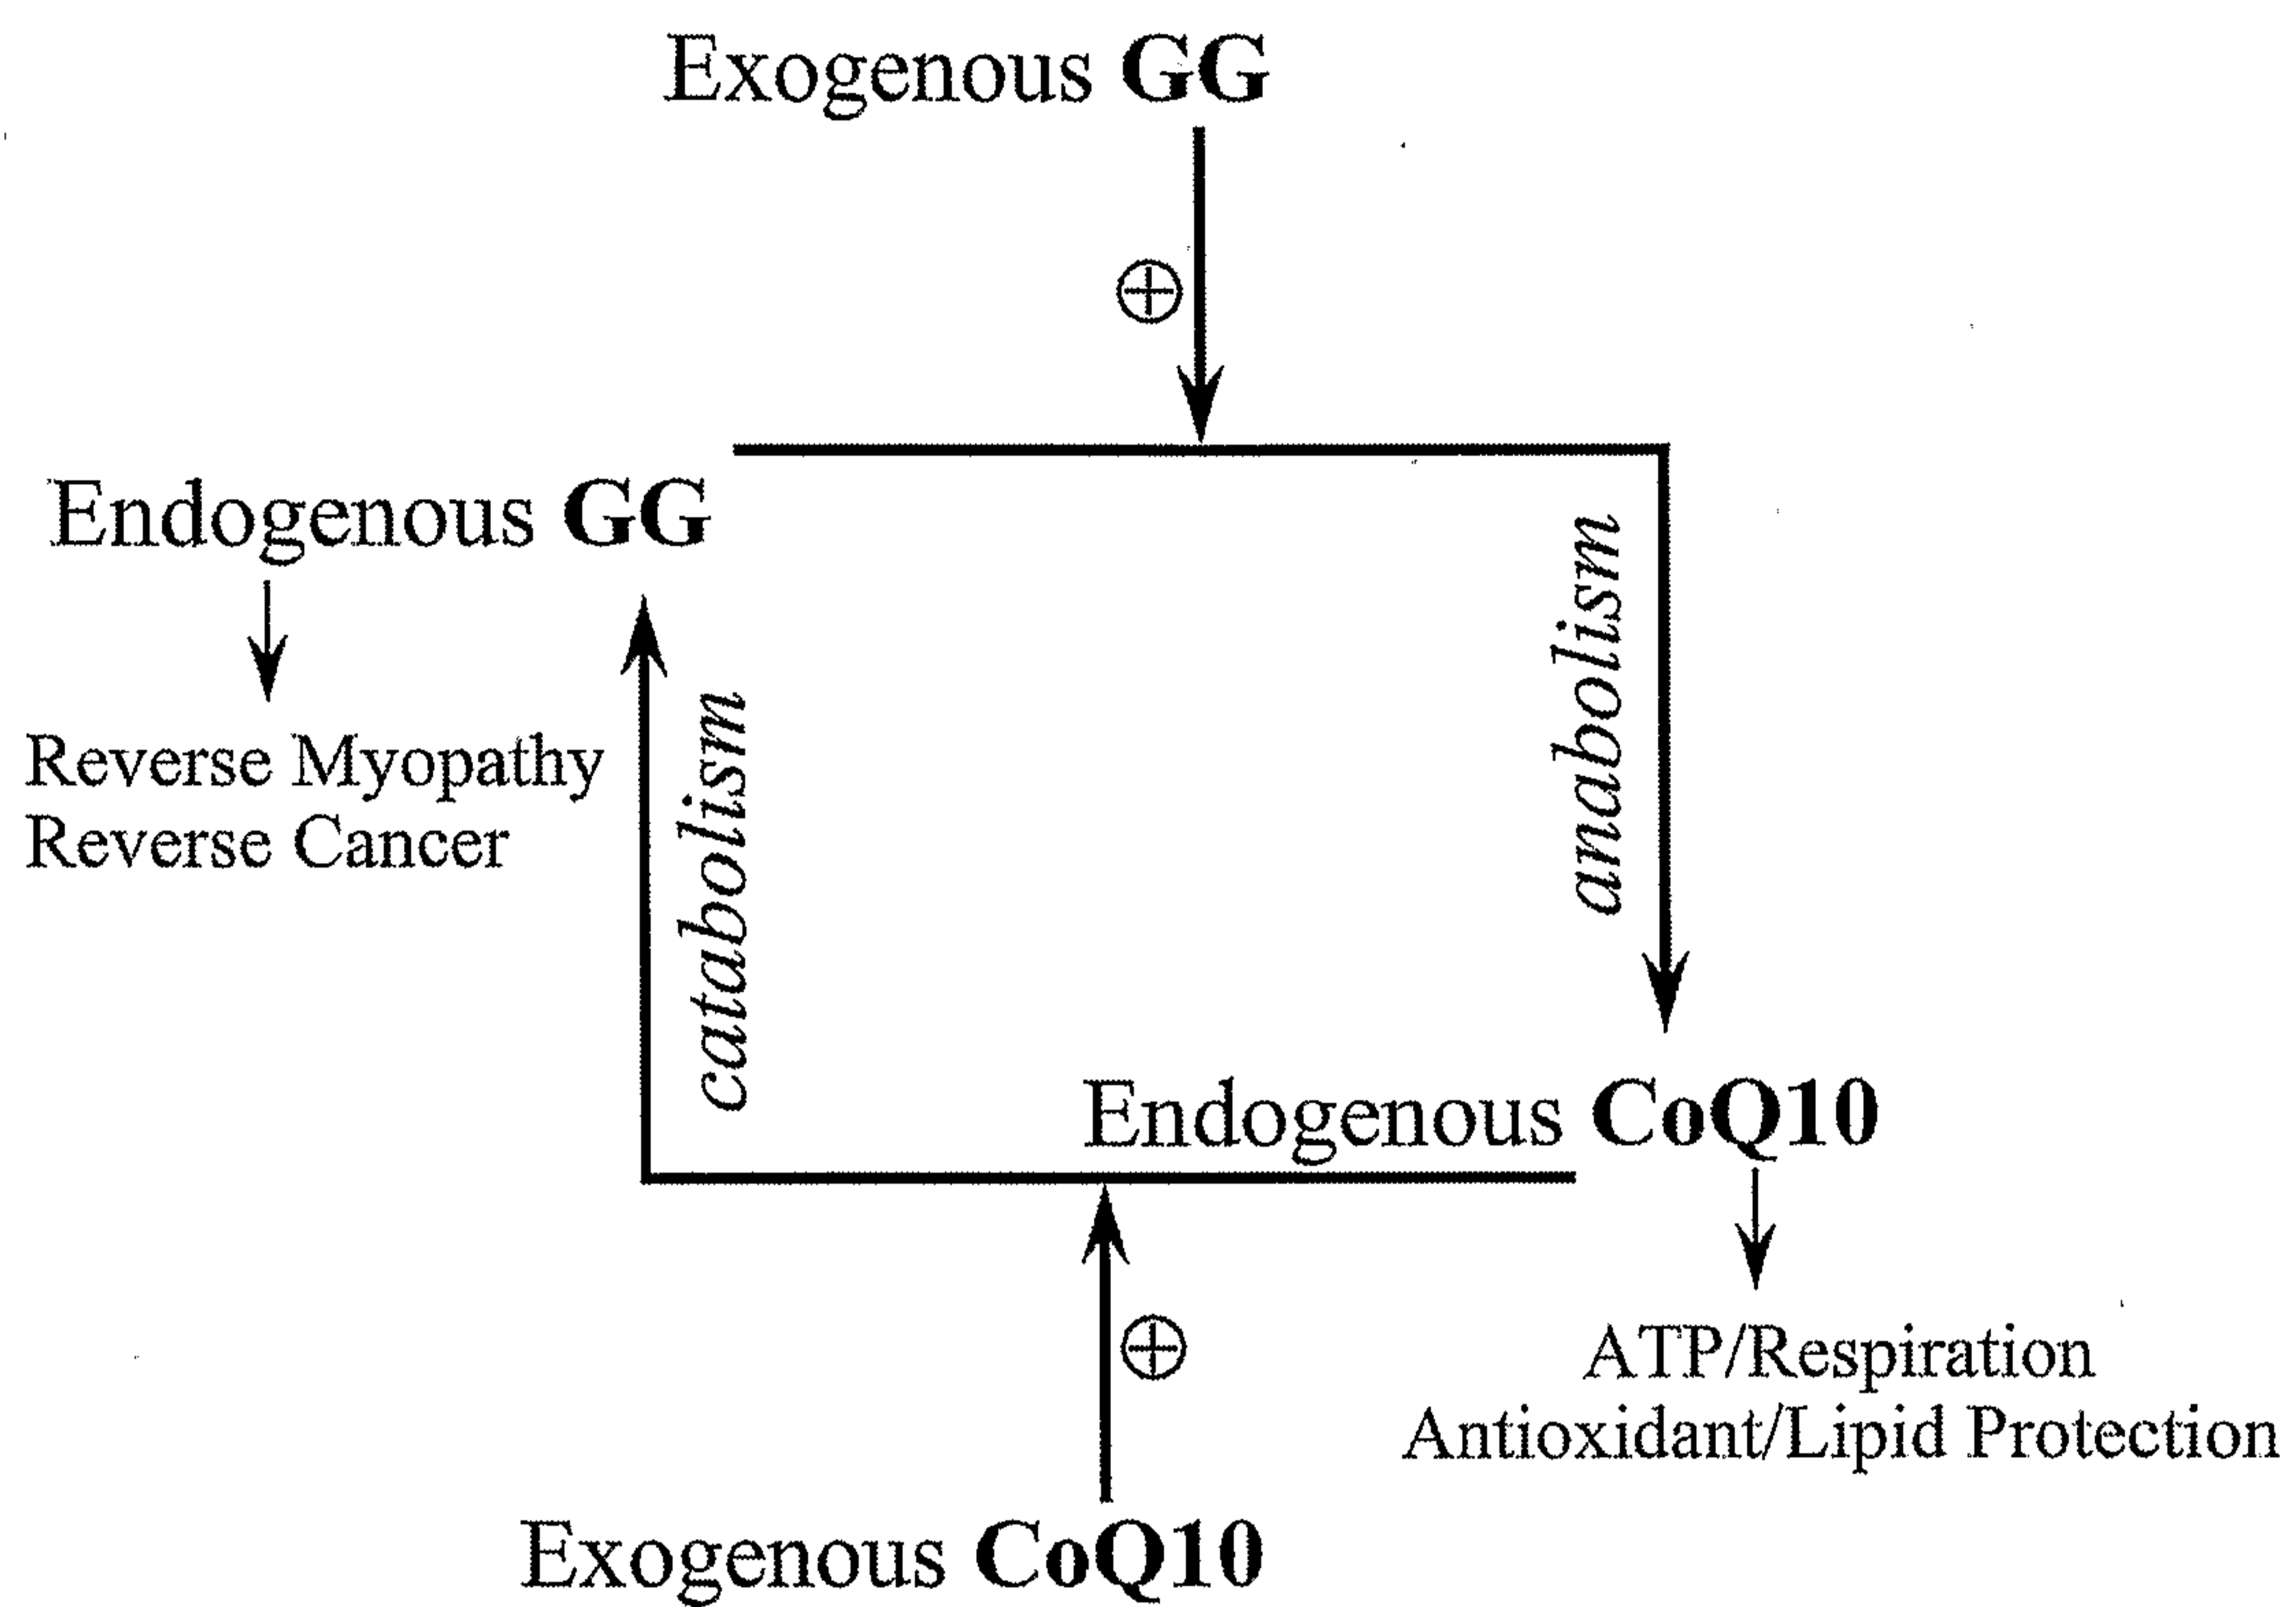 Exogenous GG
Endogenous GG
Reverse Myopathy
Reverse Cancer
catabolism
anabolism
Endogenous CoQ10
ATP/Respiration
Antioxidant/Lipid Protection
Exogenous CoQ10